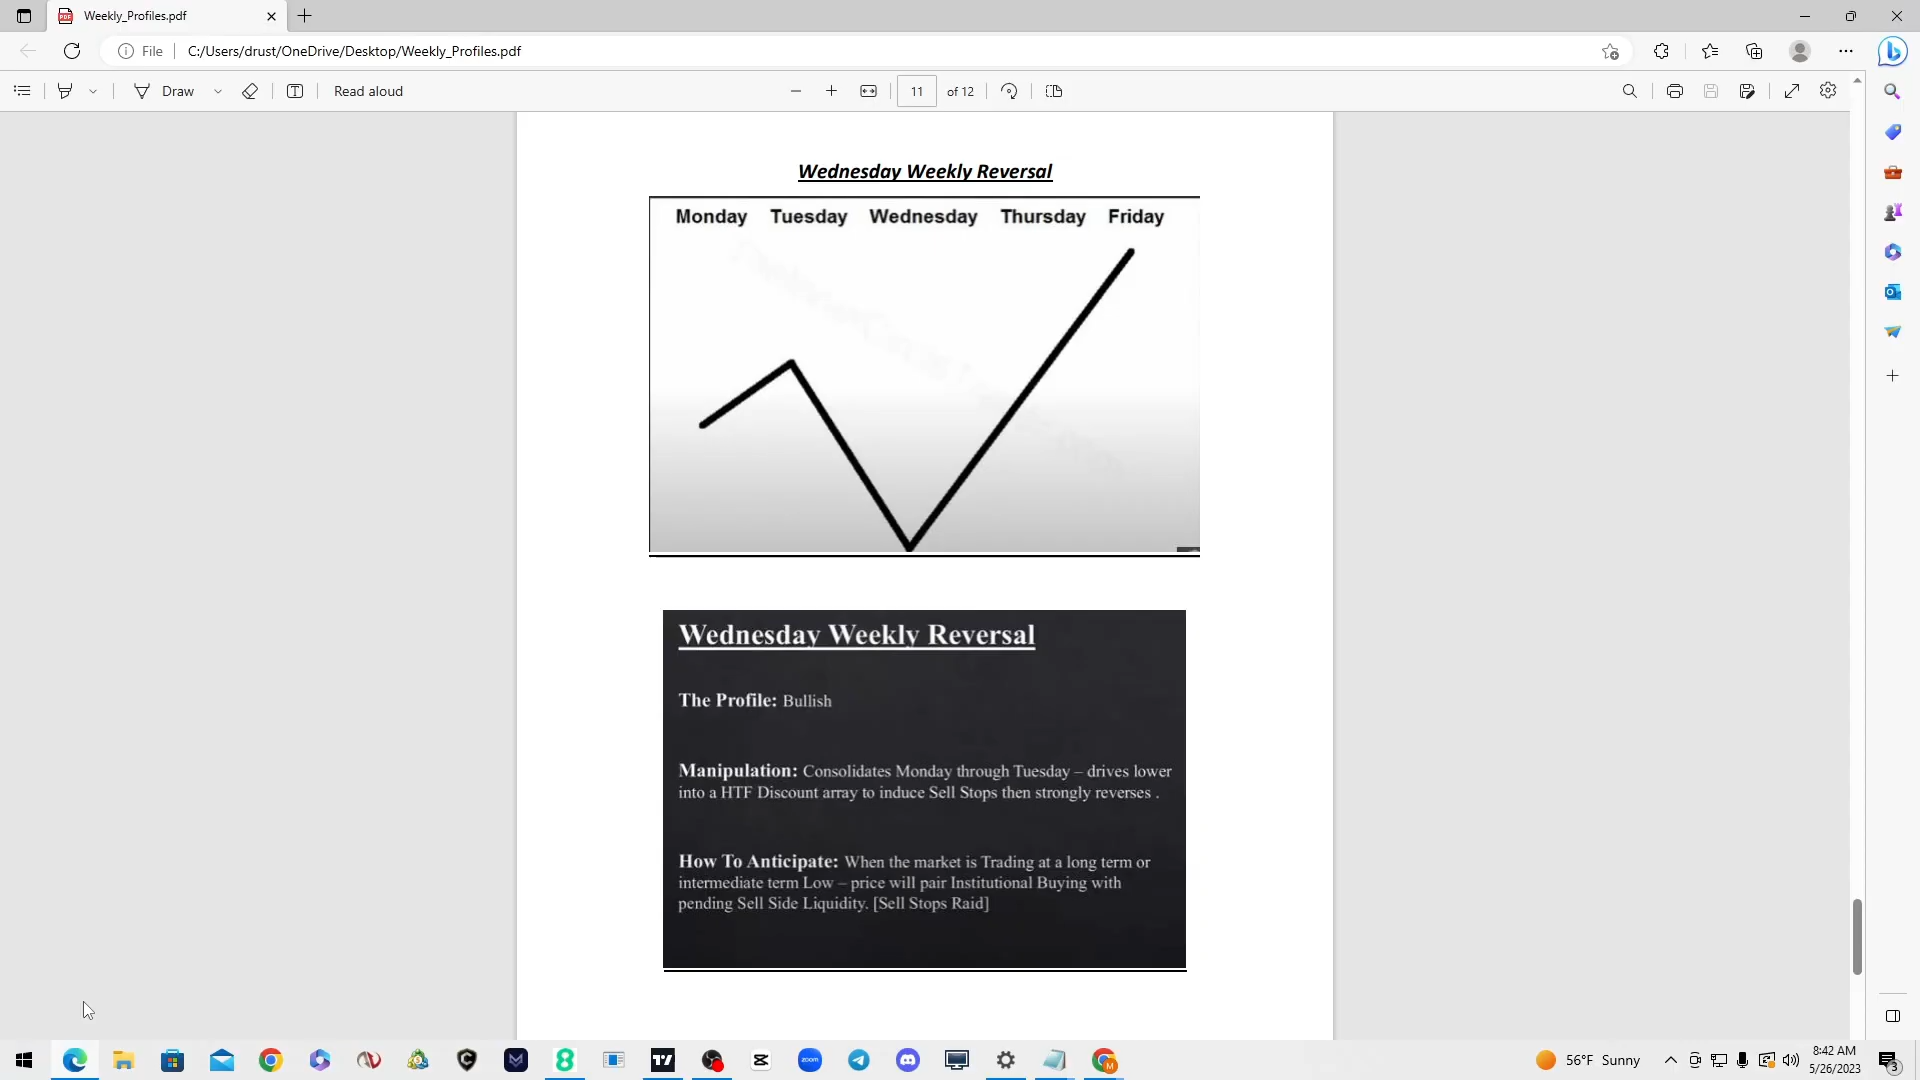 Weekly_Profiles.pdf
File
C:/Users/drust/OneDrive/Desktop/Weekly_Profiles.pdf
Draw
Read aloud
11 of 12
Wednesday Weekly Reversal
Monday Tuesday Wednesday Thursday Friday
Wednesday Weekly Reversal
The Profile: Bullish
Manipulation: Consolidates Monday through Tuesday – drives lower
into a HTF Discount array to induce Sell Stops then strongly reverses .
How To Anticipate: When the market is Trading at a long term or
intermediate term Low – price will pair Institutional Buying with
pending Sell Side Liquidity. [Sell Stops Raid]
zoom
56°F Sunny
8:42 AM
5/26/2023
3